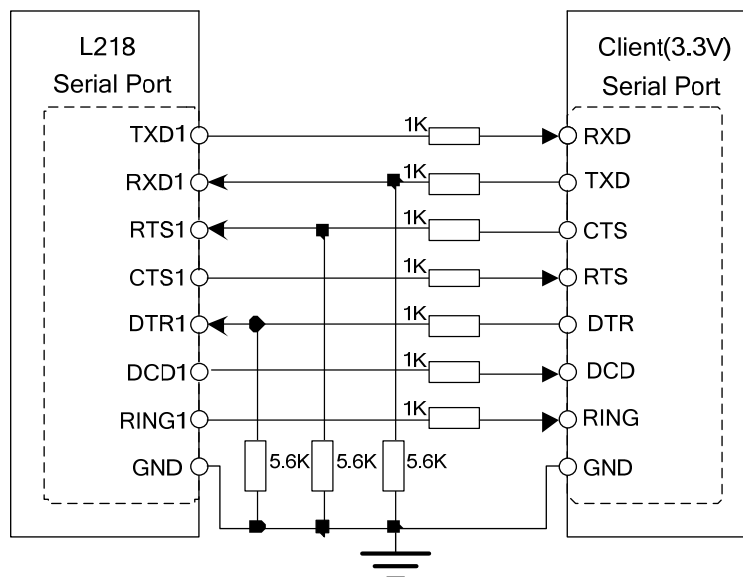 L218
Serial Port
Client(3.3V)
Serial Port
TXD1
1K
RXD
RXD1
1K
TXD
RTS1
1K
CTS
CTS1
1K
RTS
DTR1
1K
DTR
DCD1
1K
DCD
RING1
1K
RING
5.6K
5.6K
5.6K
GND
GND